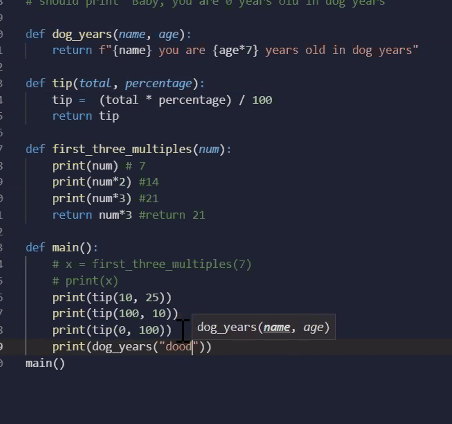 # should print "Baby, you are 0 years old in dog years
def dog_years(name, age):
return f"{name} you are {age*7} years old in dog years"
def tip(total, percentage):
tip = (total * percentage) / 100
return tip
def first_three_multiples(num):
print(num) # 7
print(num*2) #14
print(num*3) #21
return num*3 #return 21
def main():
# x = first_three_multiples(7)
# print(x)
print(tip(10, 25))
print(tip(100, 10))
print(tip(0, 100))
dog_years(name, age)
print(dog_years("dood"))
main()